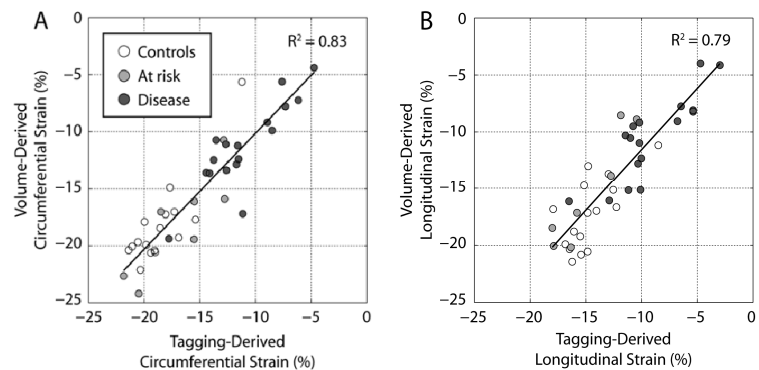 A
R² = 0.83
Controls
At risk
Disease
Volume-Derived
Circumferential Strain (%)
0
−5
−10
−15
−20
−25
−25 −20 −15 −10 −5 0
Tagging-Derived
Circumferential Strain (%)
B
R² = 0.79
Volume-Derived
Longitudinal Strain (%)
0
−5
−10
−15
−20
−25
−25 −20 −15 −10 −5 0
Tagging-Derived
Longitudinal Strain (%)